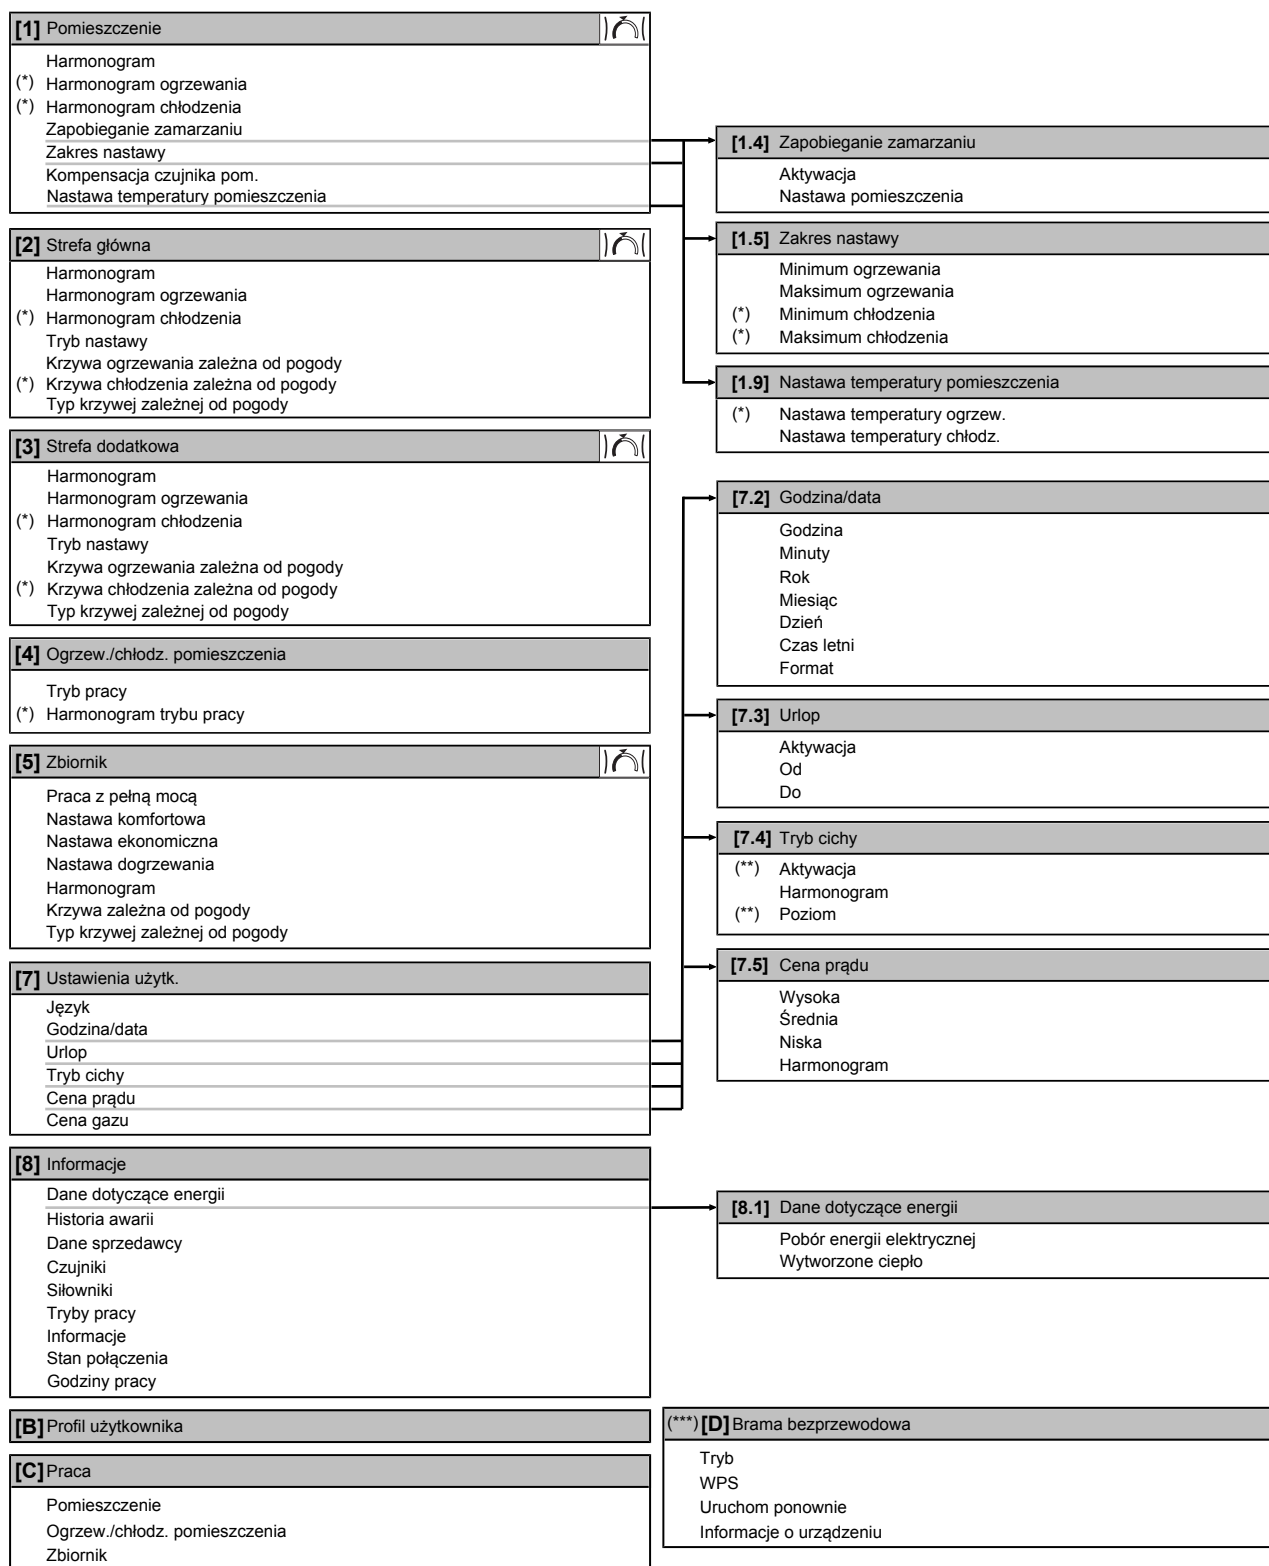 [1] Pomieszczenie
Harmonogram
(*) Harmonogram ogrzewania
(*) Harmonogram chłodzenia
Zapobieganie zamarzaniu
Zakres nastawy
Kompensacja czujnika pom.
Nastawa temperatury pomieszczenia
[2] Strefa główna
Harmonogram
Harmonogram ogrzewania
(*) Harmonogram chłodzenia
Tryb nastawy
Krzywa ogrzewania zależna od pogody
(*) Krzywa chłodzenia zależna od pogody
Typ krzywej zależnej od pogody
[3] Strefa dodatkowa
Harmonogram
Harmonogram ogrzewania
(*) Harmonogram chłodzenia
Tryb nastawy
Krzywa ogrzewania zależna od pogody
(*) Krzywa chłodzenia zależna od pogody
Typ krzywej zależnej od pogody
[4] Ogrzew./chłodz. pomieszczenia
Tryb pracy
(*) Harmonogram trybu pracy
[5] Zbiornik
Praca z pełną mocą
Nastawa komfortowa
Nastawa ekonomiczna
Nastawa dogrzewania
Harmonogram
Krzywa zależna od pogody
Typ krzywej zależnej od pogody
[7] Ustawienia użytk.
Język
Godzina/data
Urlop
Tryb cichy
Cena prądu
Cena gazu
[8] Informacje
Dane dotyczące energii
Historia awarii
Dane sprzedawcy
Czujniki
Siłowniki
Tryby pracy
Informacje
Stan połączenia
Godziny pracy
[B] Profil użytkownika
[C] Praca
Pomieszczenie
Ogrzew./chłodz. pomieszczenia
Zbiornik
[1.4] Zapobieganie zamarzaniu
Aktywacja
Nastawa pomieszczenia
[1.5] Zakres nastawy
Minimum ogrzewania
Maksimum ogrzewania
(*) Minimum chłodzenia
(*) Maksimum chłodzenia
[1.9] Nastawa temperatury pomieszczenia
(*) Nastawa temperatury ogrzew.
Nastawa temperatury chłodz.
[7.2] Godzina/data
Godzina
Minuty
Rok
Miesiąc
Dzień
Czas letni
Format
[7.3] Urlop
Aktywacja
Od
Do
[7.4] Tryb cichy
(**) Aktywacja
Harmonogram
(**) Poziom
[7.5] Cena prądu
Wysoka
Średnia
Niska
Harmonogram
[8.1] Dane dotyczące energii
Pobór energii elektrycznej
Wytworzone ciepło
(***) [D] Brama bezprzewodowa
Tryb
WPS
Uruchom ponownie
Informacje o urządzeniu